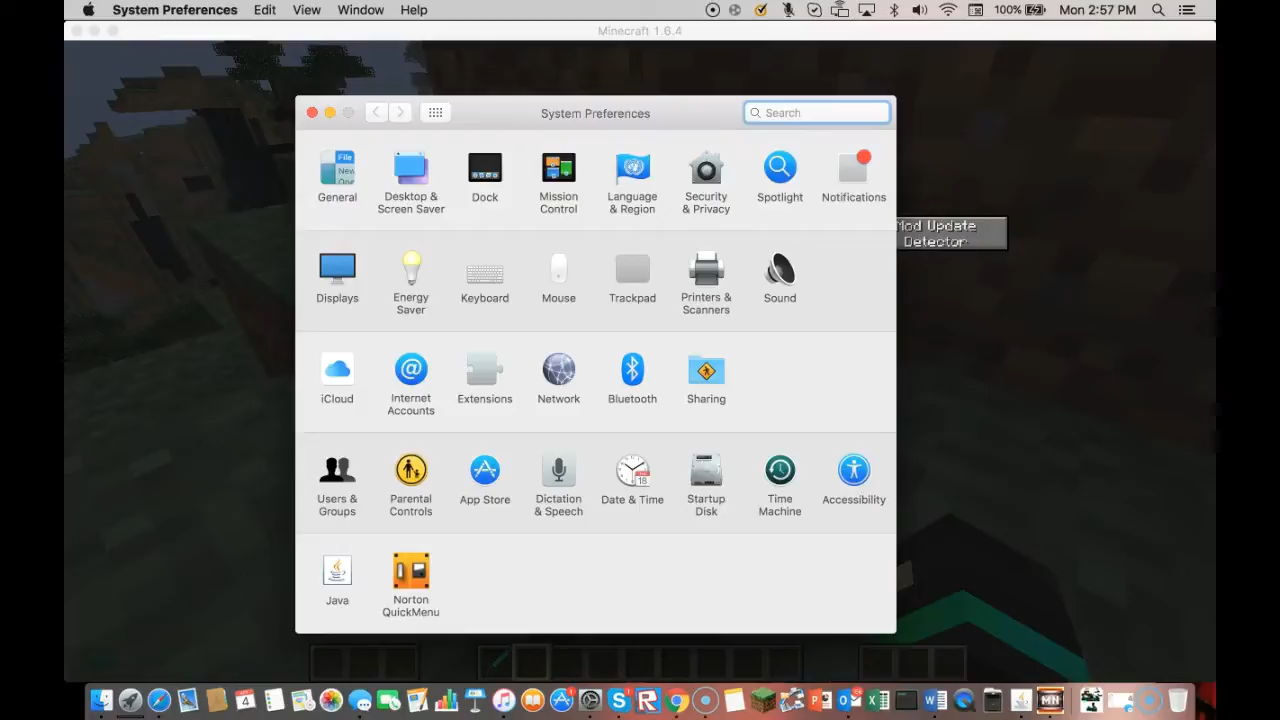 System Preferences Edit View Window Help 100% Mon 2:57 PM
Minecraft 1.6.4
System Preferences Search
General
Desktop & Screen Saver
Dock
Mission Control
Language & Region
Security & Privacy
Spotlight
Notifications
Mod Update
Detector
Displays
Energy Saver
Keyboard
Mouse
Trackpad
Printers & Scanners
Sound
iCloud
Internet Accounts
Extensions
Network
Bluetooth
Sharing
Users & Groups
Parental Controls
App Store
Dictation & Speech
Date & Time
Startup Disk
Time Machine
Accessibility
Java
Norton QuickMenu